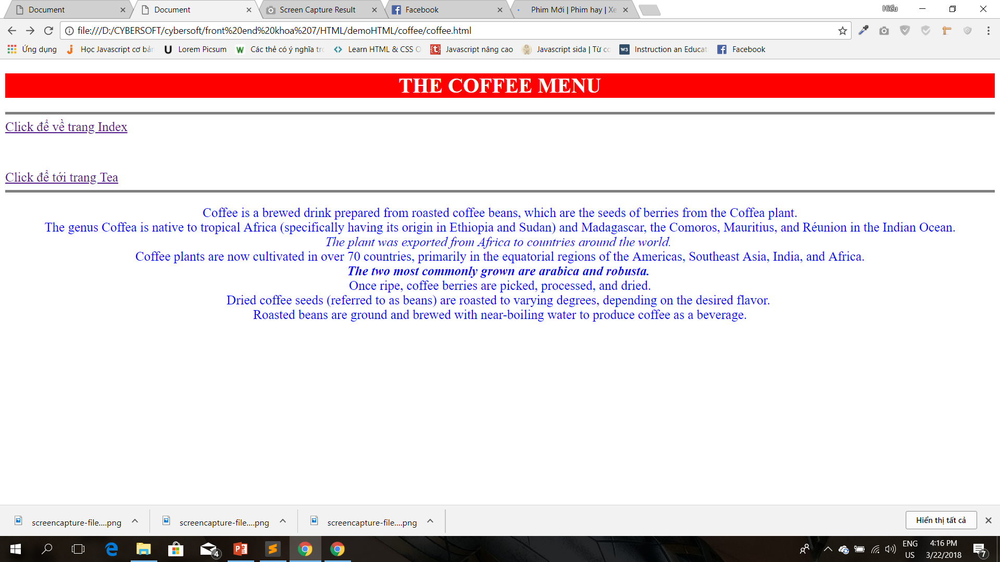 Document
Document
Screen Capture Result
Facebook
Phim Mới | Phim hay | Xe
Hiếu
file:///D:/CYBERSOFT/cybersoft/front%20end%20khoa%207/HTML/demoHTML/coffee/coffee.html
Ứng dụng
Học Javascript cơ bản
Lorem Picsum
Các thẻ có ý nghĩa trc
Learn HTML & CSS O
Javascript nâng cao
Javascript sida | Từ cc
Instruction an Educat
Facebook
THE COFFEE MENU
Click để về trang Index
Click để tới trang Tea
Coffee is a brewed drink prepared from roasted coffee beans, which are the seeds of berries from the Coffea plant.
The genus Coffea is native to tropical Africa (specifically having its origin in Ethiopia and Sudan) and Madagascar, the Comoros, Mauritius, and Réunion in the Indian Ocean.
The plant was exported from Africa to countries around the world.
Coffee plants are now cultivated in over 70 countries, primarily in the equatorial regions of the Americas, Southeast Asia, India, and Africa.
The two most commonly grown are arabica and robusta.
Once ripe, coffee berries are picked, processed, and dried.
Dried coffee seeds (referred to as beans) are roasted to varying degrees, depending on the desired flavor.
Roasted beans are ground and brewed with near-boiling water to produce coffee as a beverage.
screencapture-file....png
screencapture-file....png
screencapture-file....png
Hiển thị tất cả
4
ENG
US
4:16 PM
3/22/2018
7